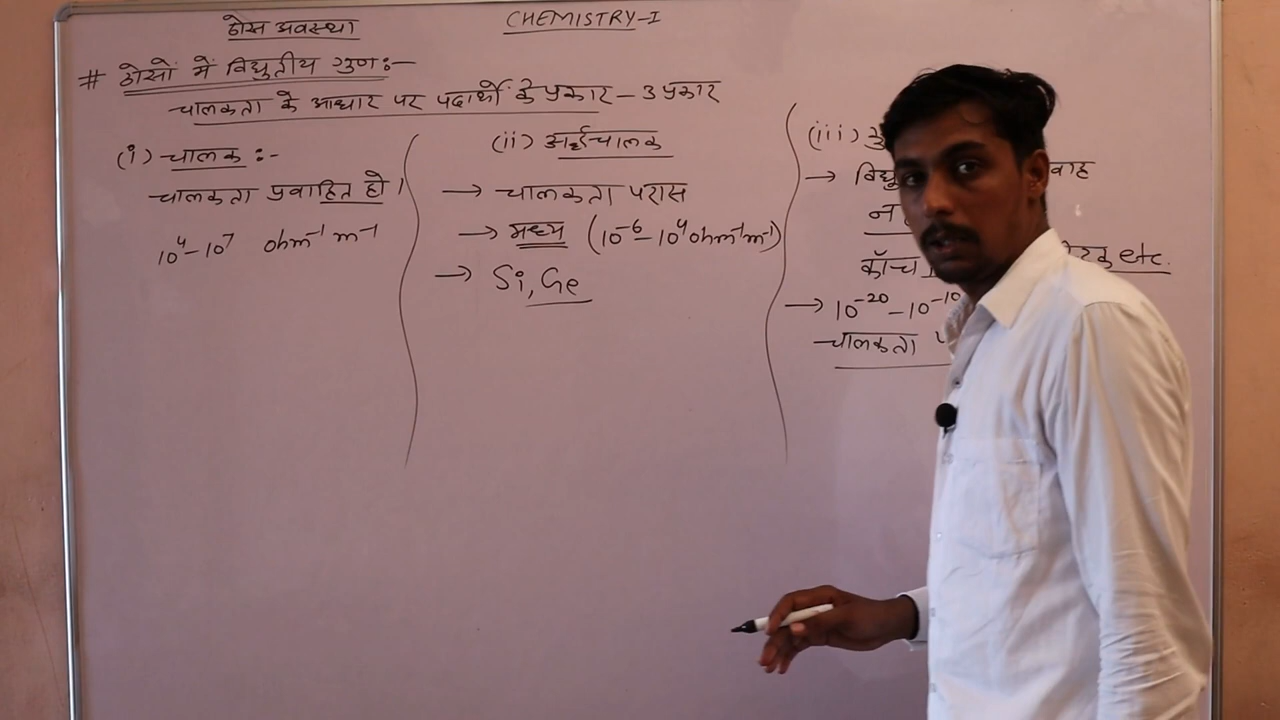 ठोस अवस्था
CHEMISTRY-I
# ठोसों में विद्युतीय गुण:-
चालकता के आधार पर पदार्थों के प्रकार - 3 प्रकार
(i) चालक :-
चालकता प्रवाहित हो।
10⁴-10⁷ ohm⁻¹ m⁻¹
(ii) अर्द्धचालक
→ चालकता परास
→ मध्य (10⁻⁶-10⁴ ohm⁻¹m⁻¹)
→ Si, Ge
(iii)
→
काँच etc.
→ 10⁻²⁰-10⁻¹⁰
चालकता